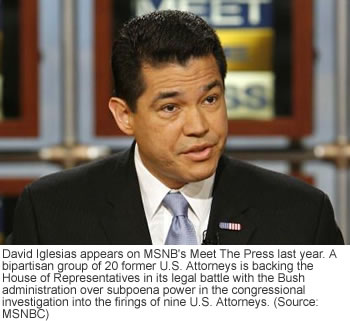 MEET
THE
ESS
David Iglesias appears on MSNB's Meet The Press last year. A
bipartisan group of 20 former U.S. Attorneys is backing the
House of Representatives in its legal battle with the Bush
administration over subpoena power in the congressional
investigation into the firings of nine U.S. Attorneys. (Source:
MSNBC)